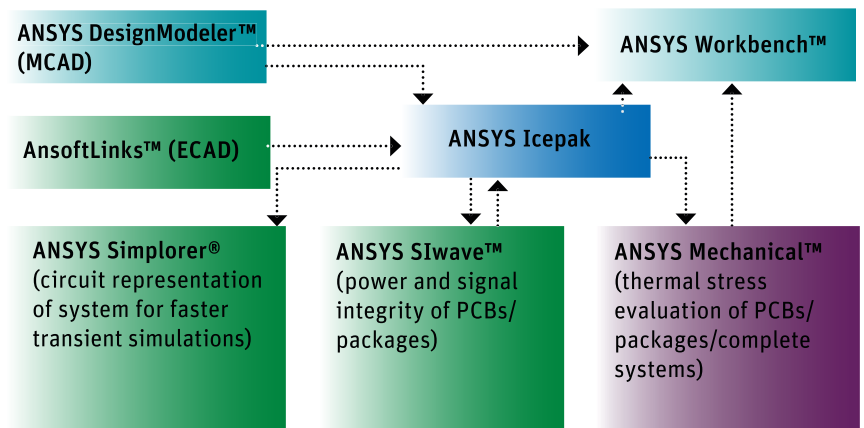 ANSYS DesignModeler™
(MCAD)
ANSYS Workbench™
AnsoftLinks™ (ECAD)
ANSYS Icepak
ANSYS Simplorer®
(circuit representation
of system for faster
transient simulations)
ANSYS SIwave™
(power and signal
integrity of PCBs/
packages)
ANSYS Mechanical™
(thermal stress
evaluation of PCBs/
packages/complete
systems)